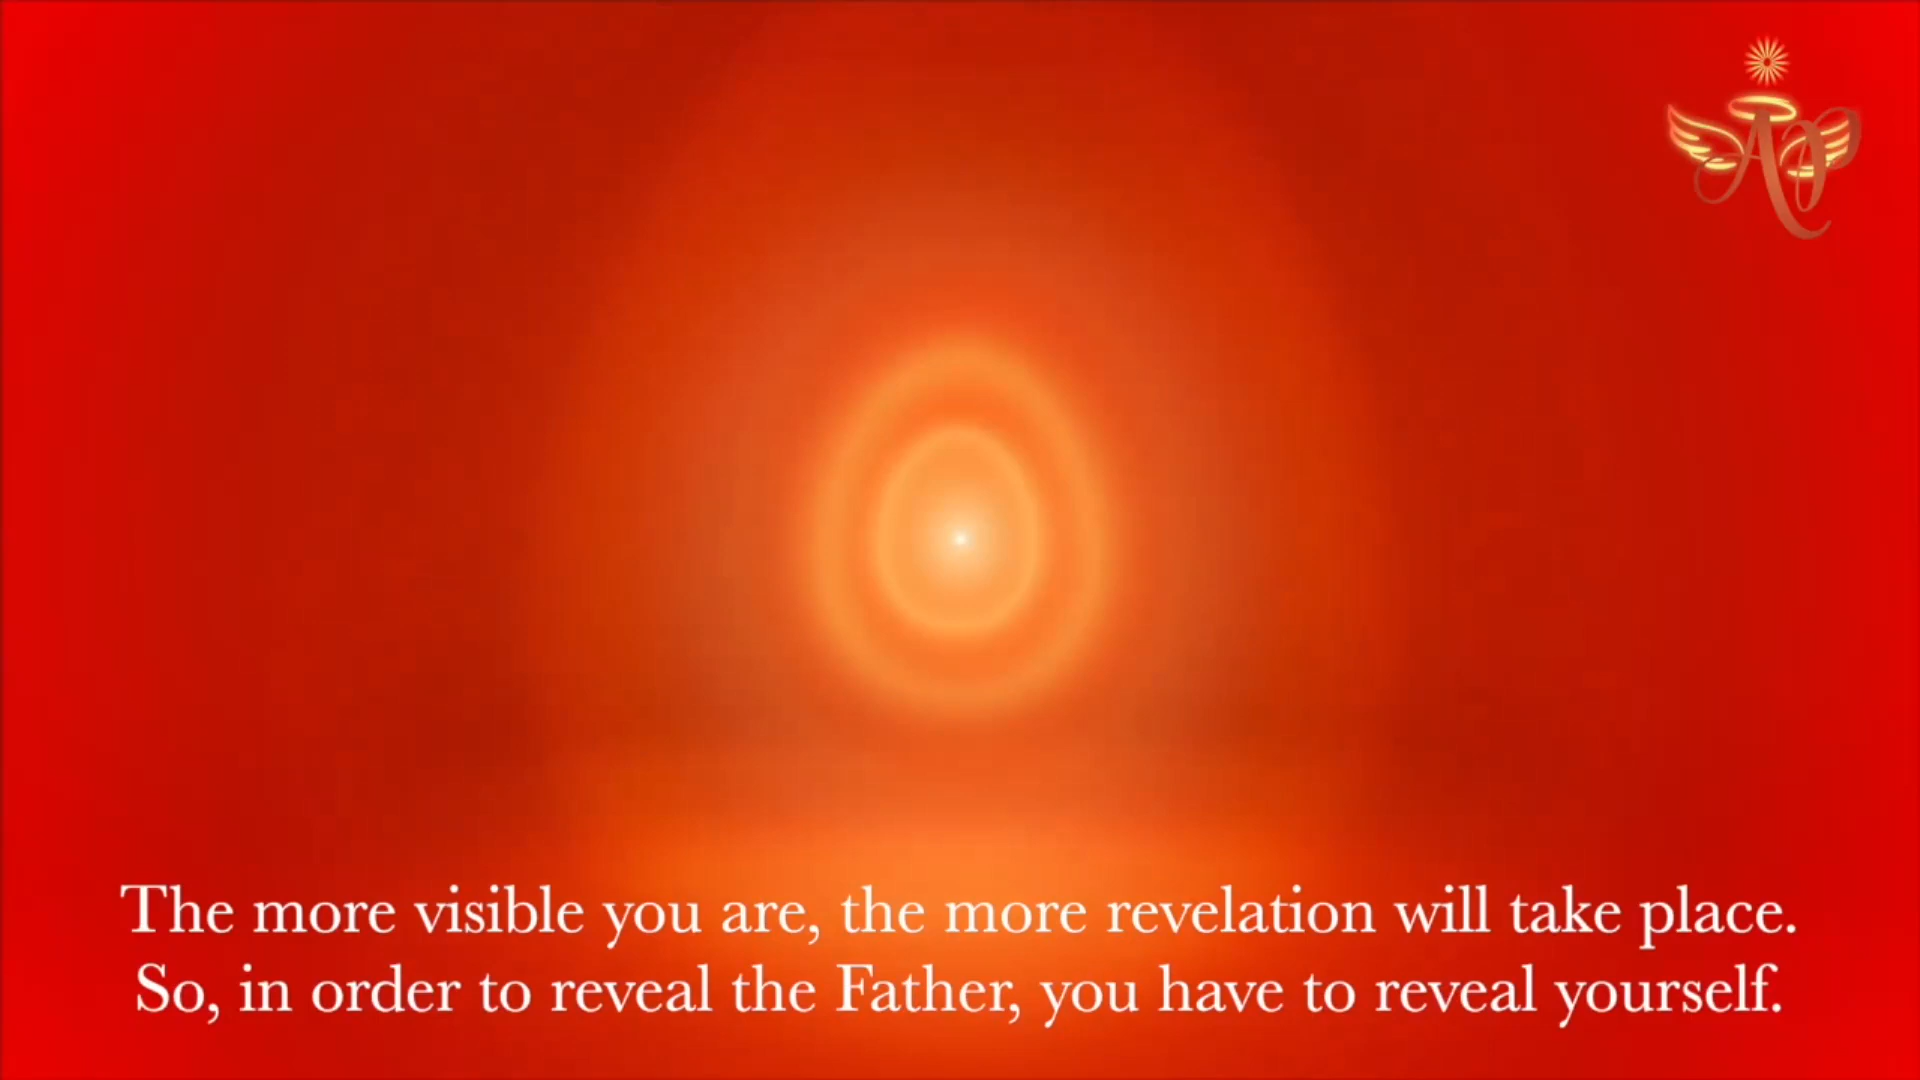 The more visible you are, the more revelation will take place.
So, in order to reveal the Father, you have to reveal yourself.